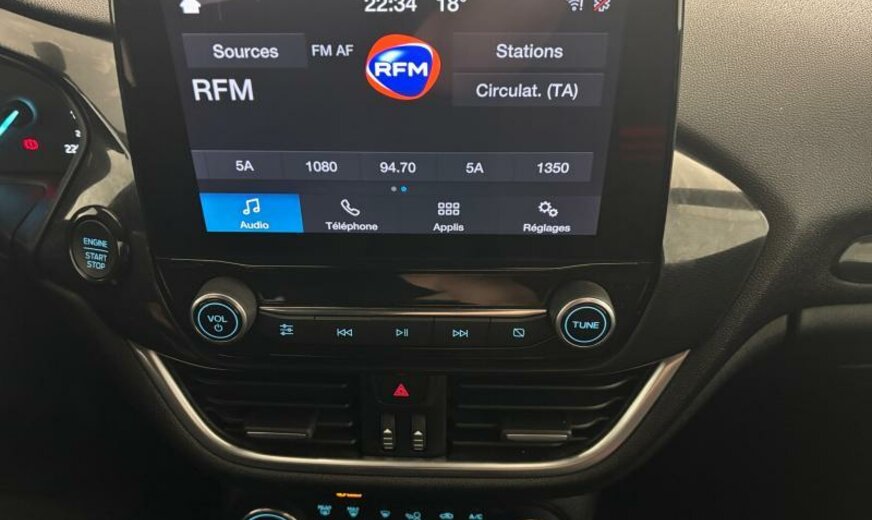 22:34 18°
Sources FM AF RFM Stations
RFM Circulat. (TA)
5A 1080 94.70 5A 1350
Audio Téléphone Applis Réglages
ENGINE
START
STOP
VOL
TUNE
A/C